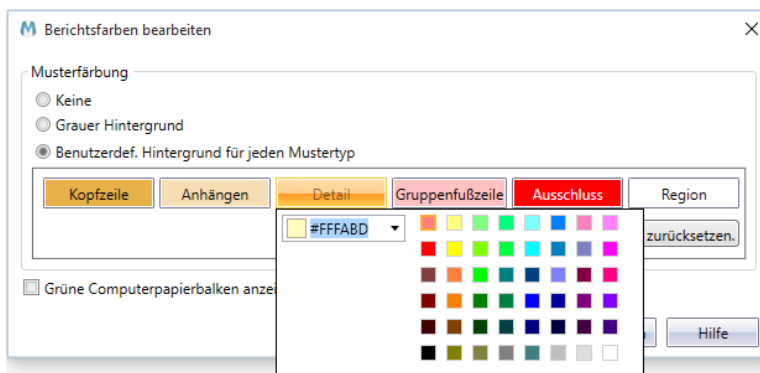 Berichtsfarben bearbeiten
Musterfärbung
Keine
Grauer Hintergrund
Benutzerdef. Hintergrund für jeden Mustertyp
Kopfzeile Anhängen Detail Gruppenfußzeile Ausschluss Region
#FFFABD
zurücksetzen.
Grüne Computerpapierbalken anzei
Hilfe